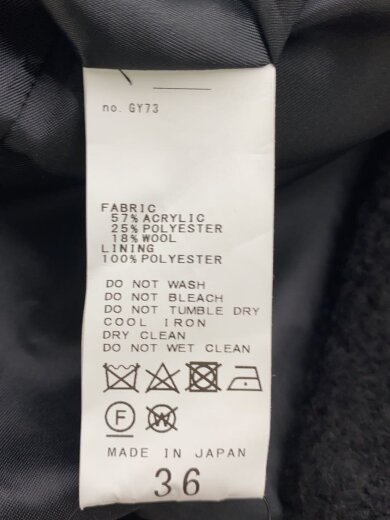 no. GY73
FABRIC
57% ACRYLIC
25% POLYESTER
18% WOOL
LINING
100% POLYESTER
DO NOT WASH
DO NOT BLEACH
DO NOT TUMBLE DRY
COOL IRON
DRY CLEAN
DO NOT WET CLEAN
F W
MADE IN JAPAN
36